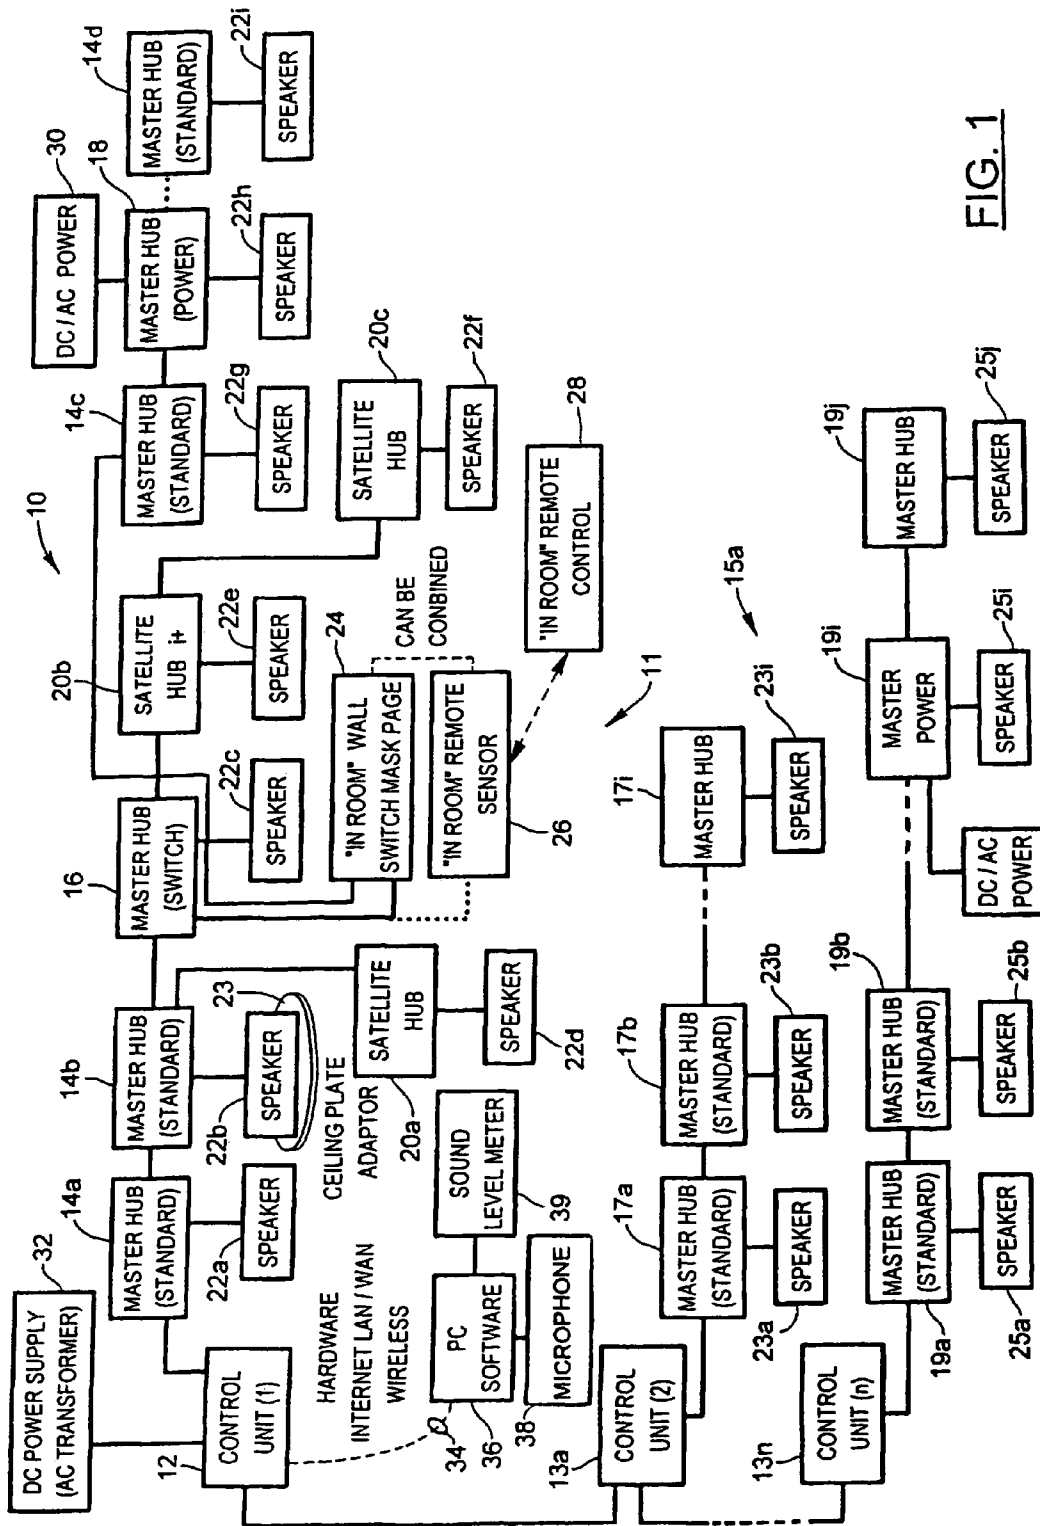 DC POWER SUPPLY
(AC TRANSFORMER)
32
12
CONTROL
UNIT (1)
14a
MASTER HUB
(STANDARD)
22a
SPEAKER
14b
MASTER HUB
(STANDARD)
22b
SPEAKER
23
CEILING PLATE
ADAPTOR
20a
SATELLITE
HUB
SPEAKER
22d
16
MASTER HUB
(SWITCH)
22c
SPEAKER
20b
SATELLITE
HUB i+
22e
SPEAKER
10
24
"IN ROOM" WALL
SWITCH MASK PAGE
CAN BE
CONBINED
"IN ROOM" REMOTE
SENSOR
26
28
"IN ROOM" REMOTE
CONTROL
14c
MASTER HUB
(STANDARD)
22g
SPEAKER
20c
SATELLITE
HUB
22f
SPEAKER
30
DC / AC POWER
18
MASTER HUB
(POWER)
22h
SPEAKER
14d
MASTER HUB
(STANDARD)
22i
SPEAKER
HARDWARE
INTERNET LAN / WAN
WIRELESS
34
PC
SOFTWARE
36
SOUND
LEVEL METER
39
MICROPHONE
38
11
13a
CONTROL
UNIT (2)
17a
MASTER HUB
(STANDARD)
23a
SPEAKER
17b
MASTER HUB
(STANDARD)
23b
SPEAKER
17i
MASTER HUB
23i
SPEAKER
15a
13n
CONTROL
UNIT (n)
19a
MASTER HUB
(STANDARD)
25a
SPEAKER
19b
MASTER HUB
(STANDARD)
25b
SPEAKER
DC / AC
POWER
19i
MASTER
POWER
25i
SPEAKER
19j
MASTER HUB
25j
SPEAKER
FIG. 1